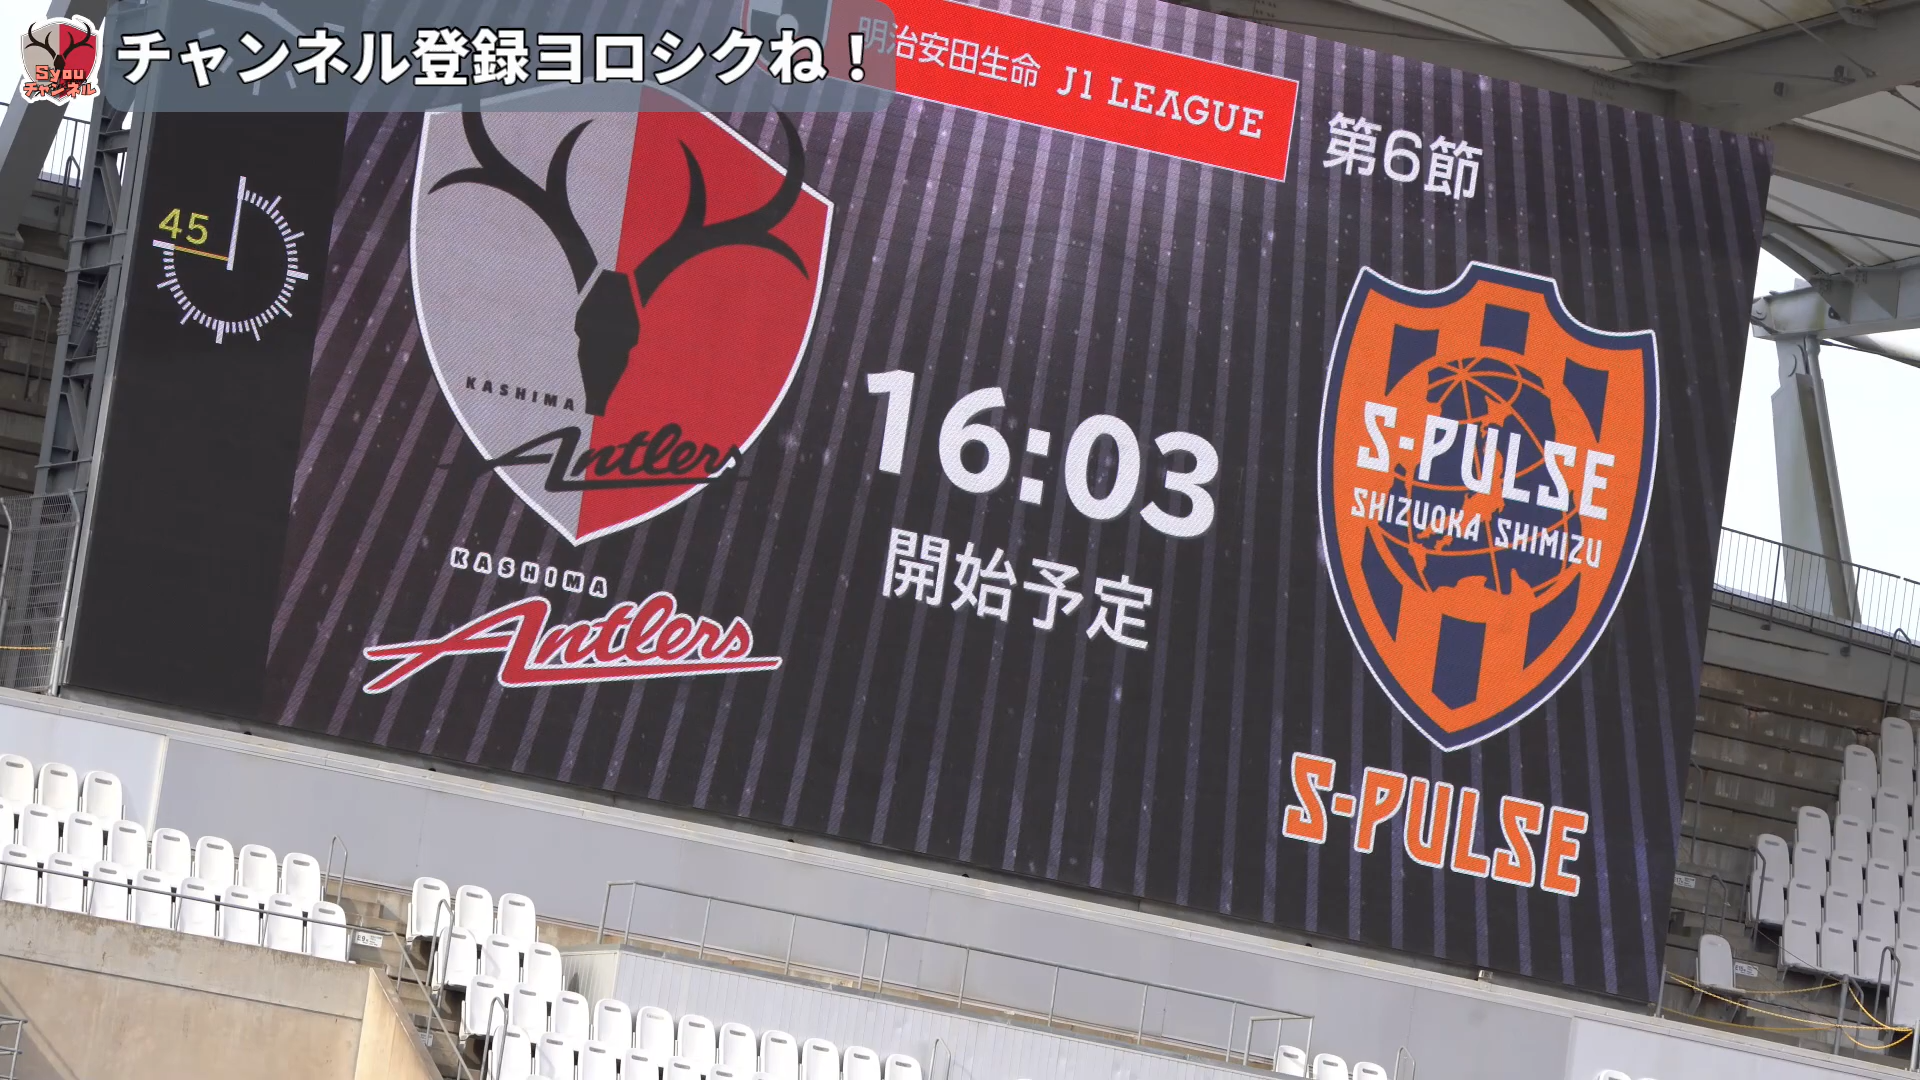 Syou
チャンネル
チャンネル登録ヨロシクね！
明治安田生命 J1 LEAGUE
第6節
45
KASHIMA
Antlers
KASHIMA
Antlers
16:03
開始予定
S-PULSE
SHIZUOKA SHIMIZU
S-PULSE